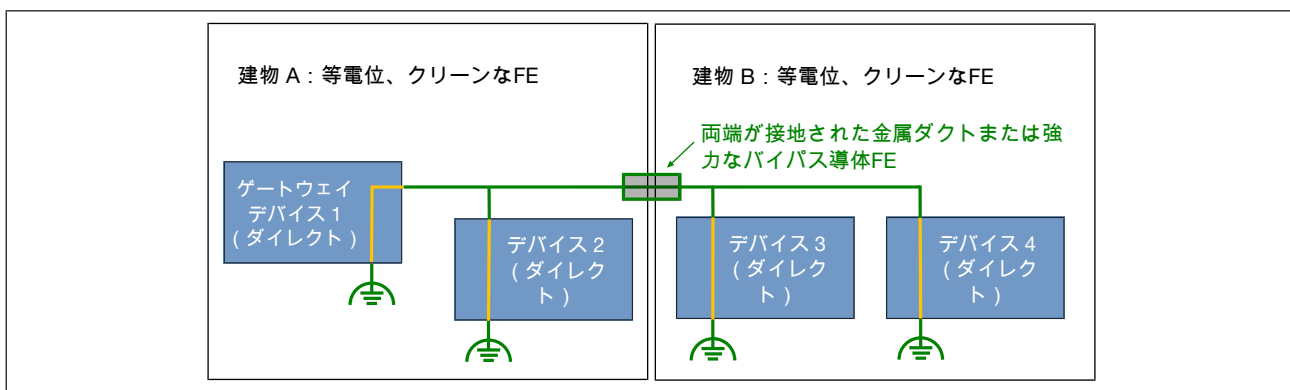 建物 A：等電位、クリーンなFE
建物 B：等電位、クリーンなFE
両端が接地された金属ダクトまたは強
力なバイパス導体FE
ゲートウェイ
デバイス 1
（ダイレクト）
デバイス 2
（ダイレク
ト）
デバイス 3
（ダイレク
ト）
デバイス 4
（ダイレク
ト）